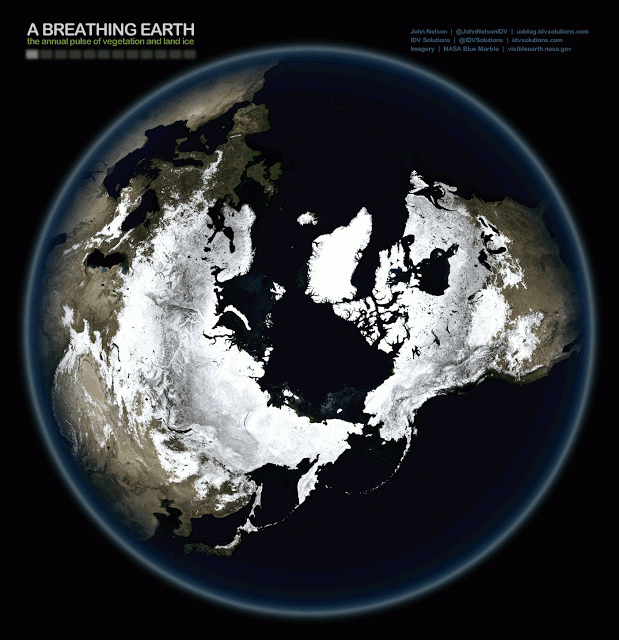 A BREATHING EARTH
the annual pulse of vegetation and land ice
John Nelson | @JohnNelsonIDV | uxblog.idvsolutions.com
IDV Solutions | @IDVSolutions | idvsolutions.com
Imagery | NASA Blue Marble | visibleearth.nasa.gov